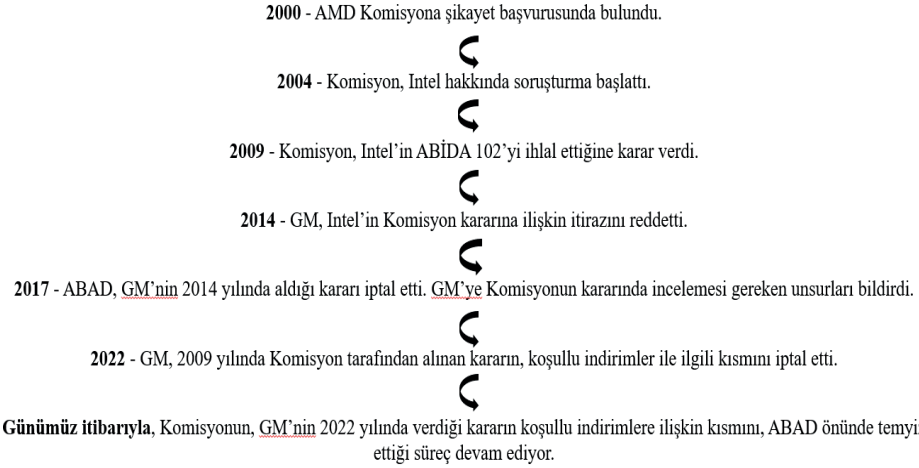 2000 - AMD Komisyona şikayet başvurusunda bulundu.
2004 - Komisyon, Intel hakkında soruşturma başlattı.
2009 - Komisyon, Intel’in ABİDA 102’yi ihlal ettiğine karar verdi.
2014 - GM, Intel’in Komisyon kararına ilişkin itirazını reddetti.
2017 - ABAD, GM’nin 2014 yılında aldığı kararı iptal etti. GM’ye Komisyonun kararında incelemesi gereken unsurları bildirdi.
2022 - GM, 2009 yılında Komisyon tarafından alınan kararın, koşullu indirimler ile ilgili kısmını iptal etti.
Günümüz itibarıyla, Komisyonun, GM’nin 2022 yılında verdiği kararın koşullu indirimlere ilişkin kısmını, ABAD önünde temyi
ettiği süreç devam ediyor.